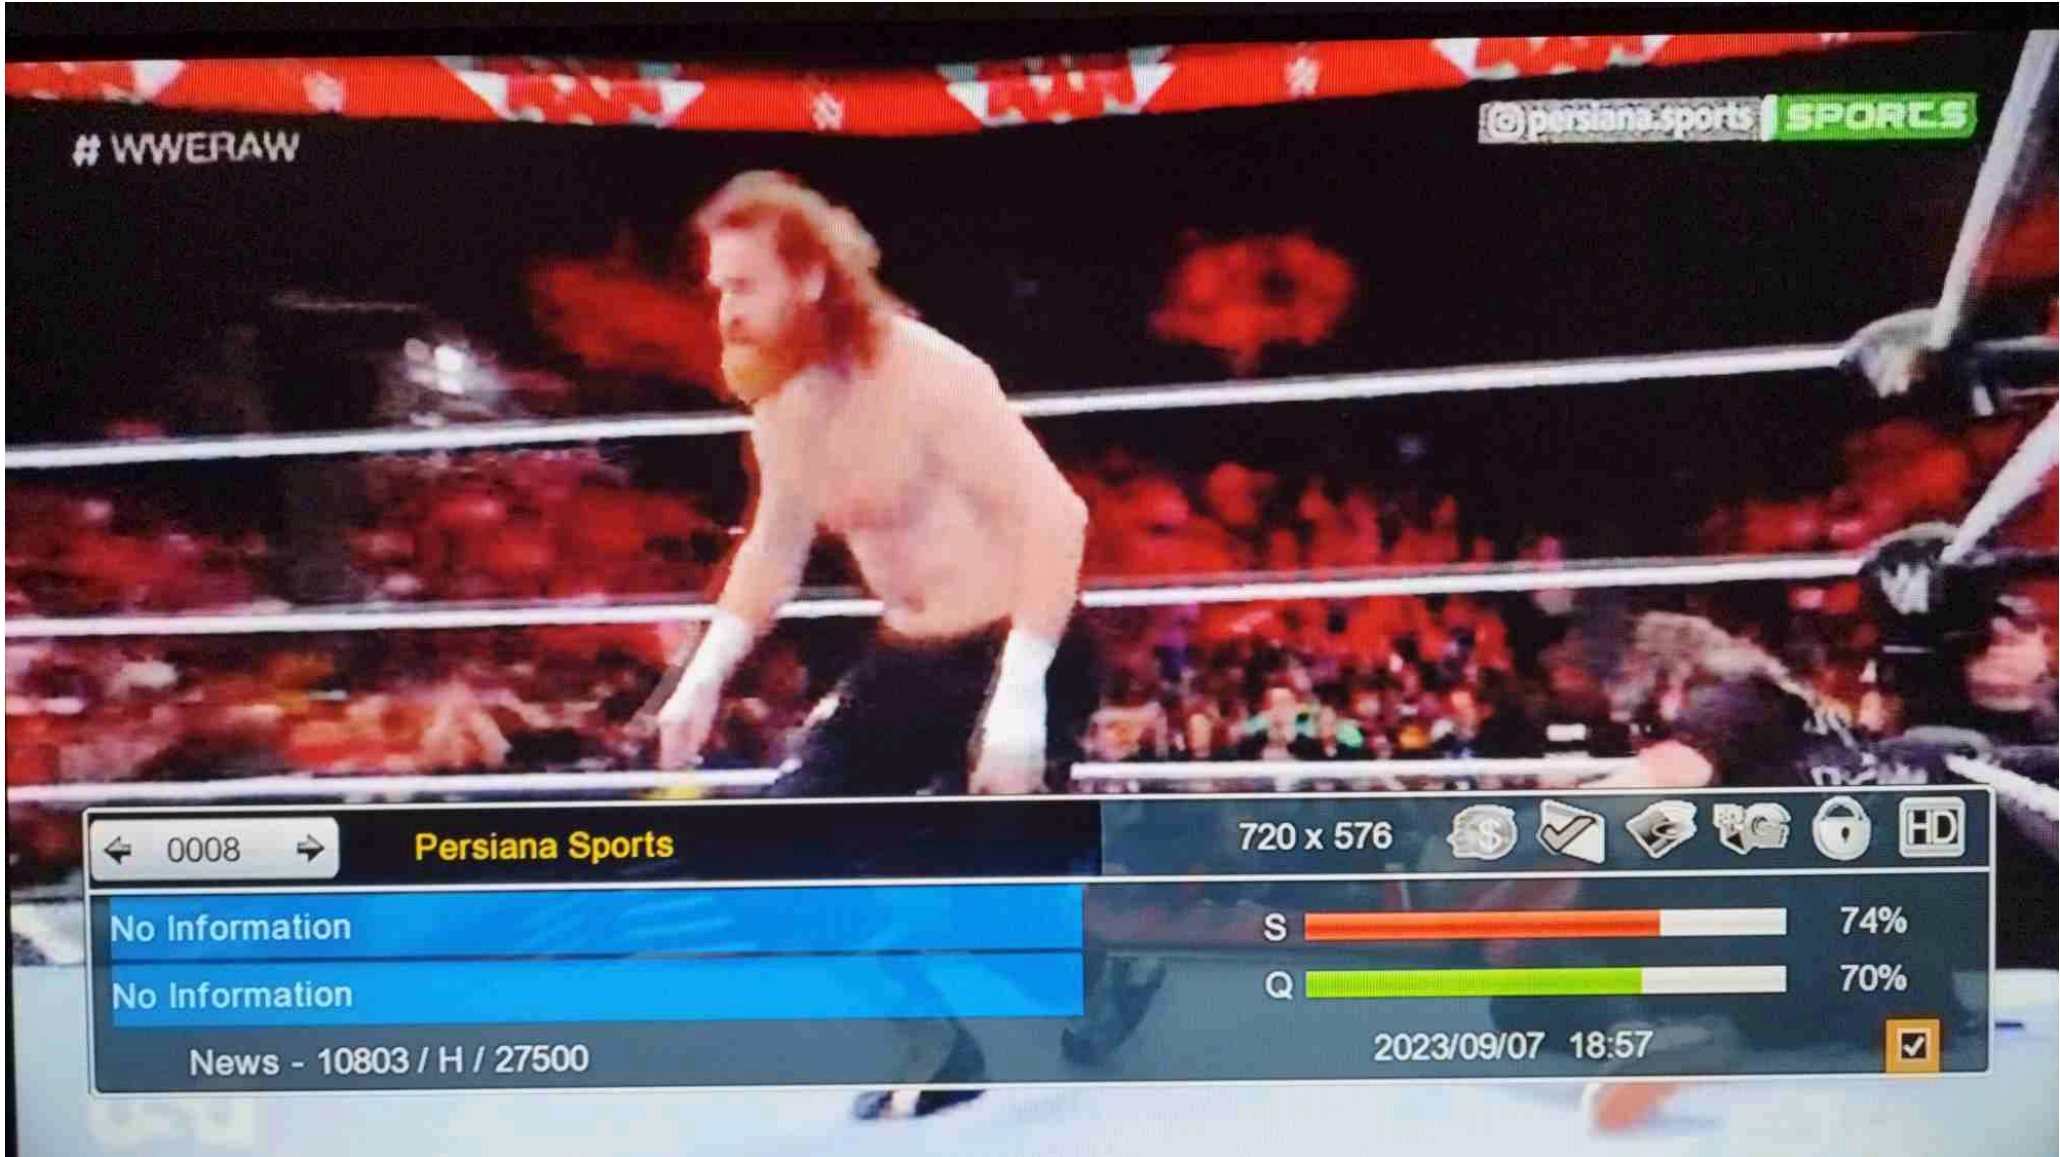 # WWERAW
@persiana.sports SPORTS
0008
Persiana Sports
720 x 576
HD
No Information
No Information
S 74%
Q 70%
News - 10803 / H / 27500
2023/09/07 18:57